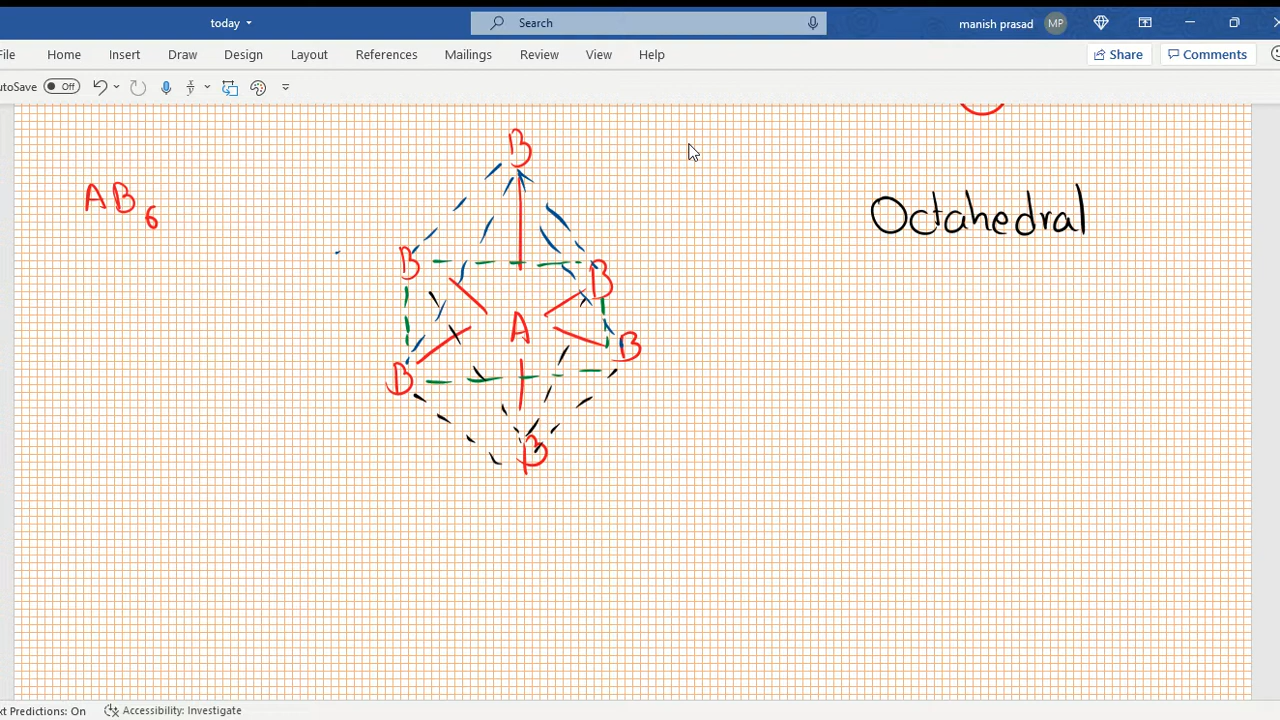 today
Search
manish prasad MP
File Home Insert Draw Design Layout References Mailings Review View Help Share Comments
AutoSave Off
x/y
B
AB6
Octahedral
B
B
A
B
B
B
Text Predictions: On Accessibility: Investigate